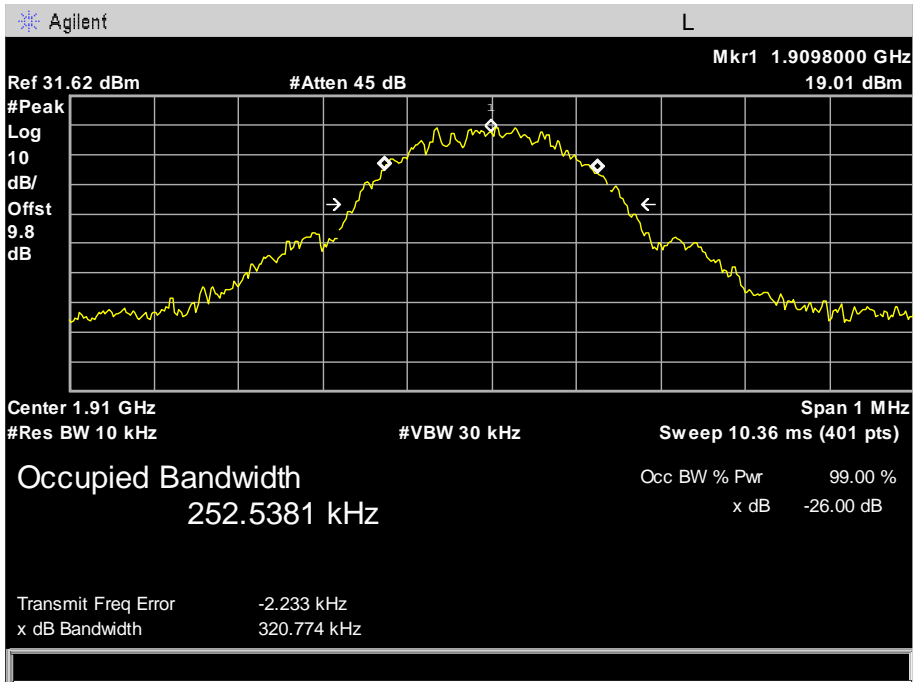 Agilent L
Mkr1 1.9098000 GHz
Ref 31.62 dBm #Atten 45 dB 19.01 dBm
#Peak
1
Log
10
dB/
Offst
9.8
dB
Center 1.91 GHz Span 1 MHz
#Res BW 10 kHz #VBW 30 kHz Sweep 10.36 ms (401 pts)
Occupied Bandwidth Occ BW % Pwr 99.00 %
252.5381 kHz x dB -26.00 dB
Transmit Freq Error -2.233 kHz
x dB Bandwidth 320.774 kHz